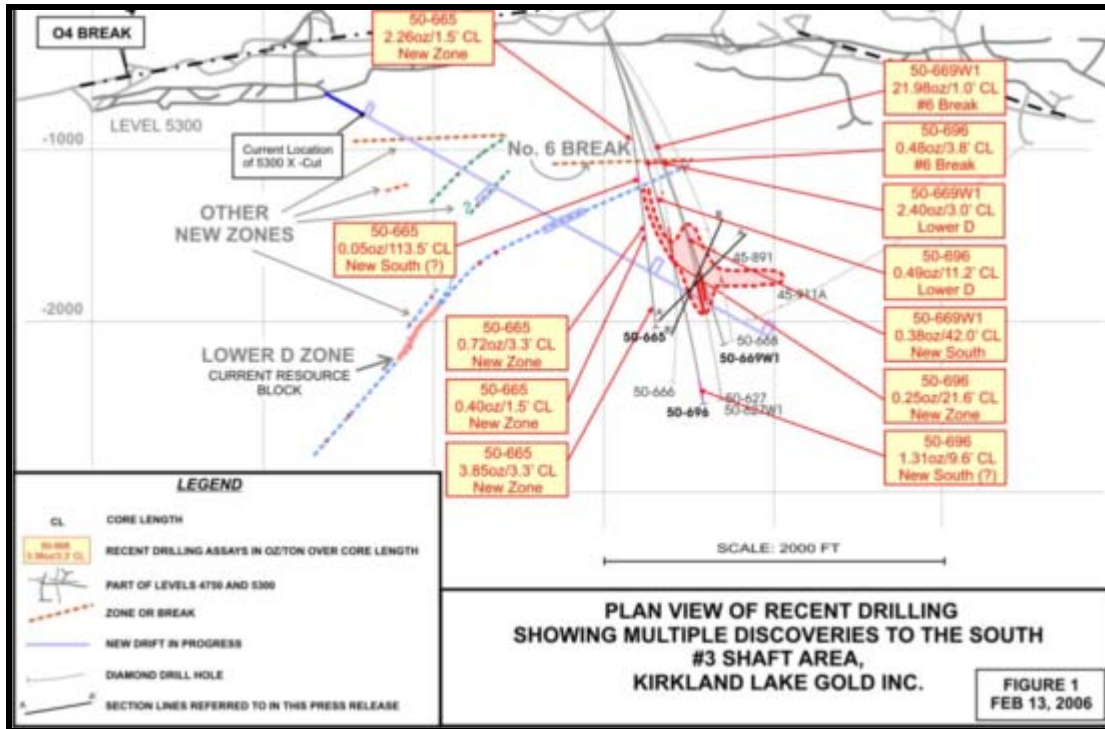 O4 BREAK
50-665
2.26oz/1.5' CL
New Zone
50-669W1
21.98oz/1.0' CL
#6 Break
LEVEL 5300
-1000
Current Location
of 5300 X -Cut
No. 6 BREAK
50-696
0.48oz/3.8' CL
#6 Break
50-669W1
2.40oz/3.0' CL
Lower D
OTHER
NEW ZONES
?
50-665
0.05oz/113.5' CL
New South (?)
50-696
0.49oz/11.2' CL
Lower D
45-891
45-911A
-2000
50-669W1
0.38oz/42.0' CL
New South
50-665
0.72oz/3.3' CL
New Zone
50-665
50-668
50-669W1
LOWER D ZONE
CURRENT RESOURCE
BLOCK
50-665
0.40oz/1.5' CL
New Zone
50-666
50-627
50-627W1
50-696
50-696
0.25oz/21.6' CL
New Zone
50-665
3.85oz/3.3' CL
New Zone
50-696
1.31oz/9.6' CL
New South (?)
LEGEND
CL CORE LENGTH
RECENT DRILLING ASSAYS IN OZ/TON OVER CORE LENGTH
PART OF LEVELS 4750 AND 5300
ZONE OR BREAK
NEW DRIFT IN PROGRESS
DIAMOND DRILL HOLE
SECTION LINES REFERRED TO IN THIS PRESS RELEASE
SCALE: 2000 FT
PLAN VIEW OF RECENT DRILLING
SHOWING MULTIPLE DISCOVERIES TO THE SOUTH
#3 SHAFT AREA,
KIRKLAND LAKE GOLD INC.
FIGURE 1
FEB 13, 2006